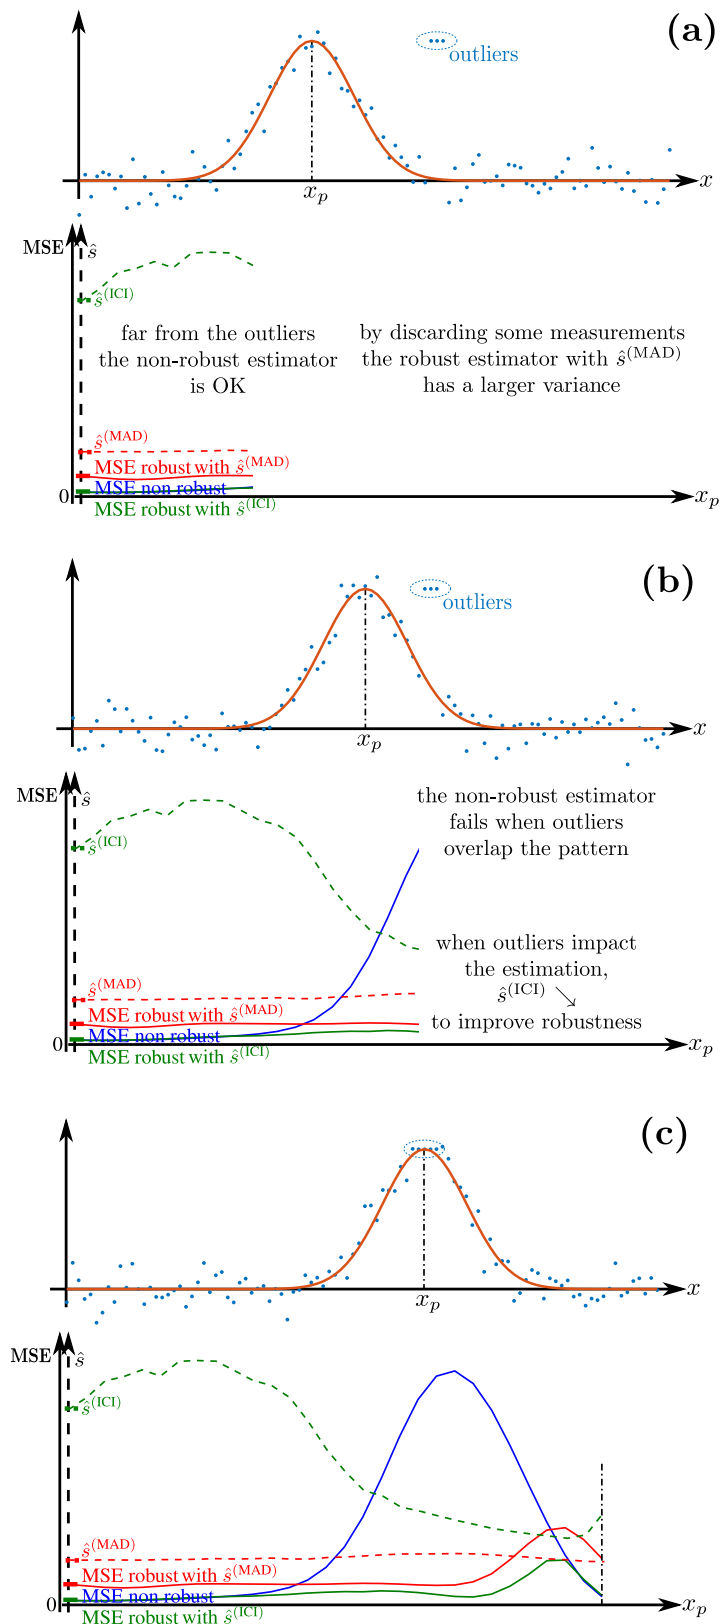 (a)
outliers
x
x_p
MSE
ŝ
ŝ^(ICI)
far from the outliers
the non-robust estimator
is OK
by discarding some measurements
the robust estimator with ŝ^(MAD)
has a larger variance
ŝ^(MAD)
MSE robust with ŝ^(MAD)
MSE non robust
0
MSE robust with ŝ^(ICI)
x_p
(b)
outliers
x
x_p
MSE
ŝ
the non-robust estimator
fails when outliers
overlap the pattern
ŝ^(ICI)
when outliers impact
the estimation,
ŝ^(ICI) ↘
to improve robustness
ŝ^(MAD)
MSE robust with ŝ^(MAD)
MSE non robust
0
MSE robust with ŝ^(ICI)
x_p
(c)
x
x_p
MSE
ŝ
ŝ^(ICI)
ŝ^(MAD)
MSE robust with ŝ^(MAD)
MSE non robust
0
MSE robust with ŝ^(ICI)
x_p